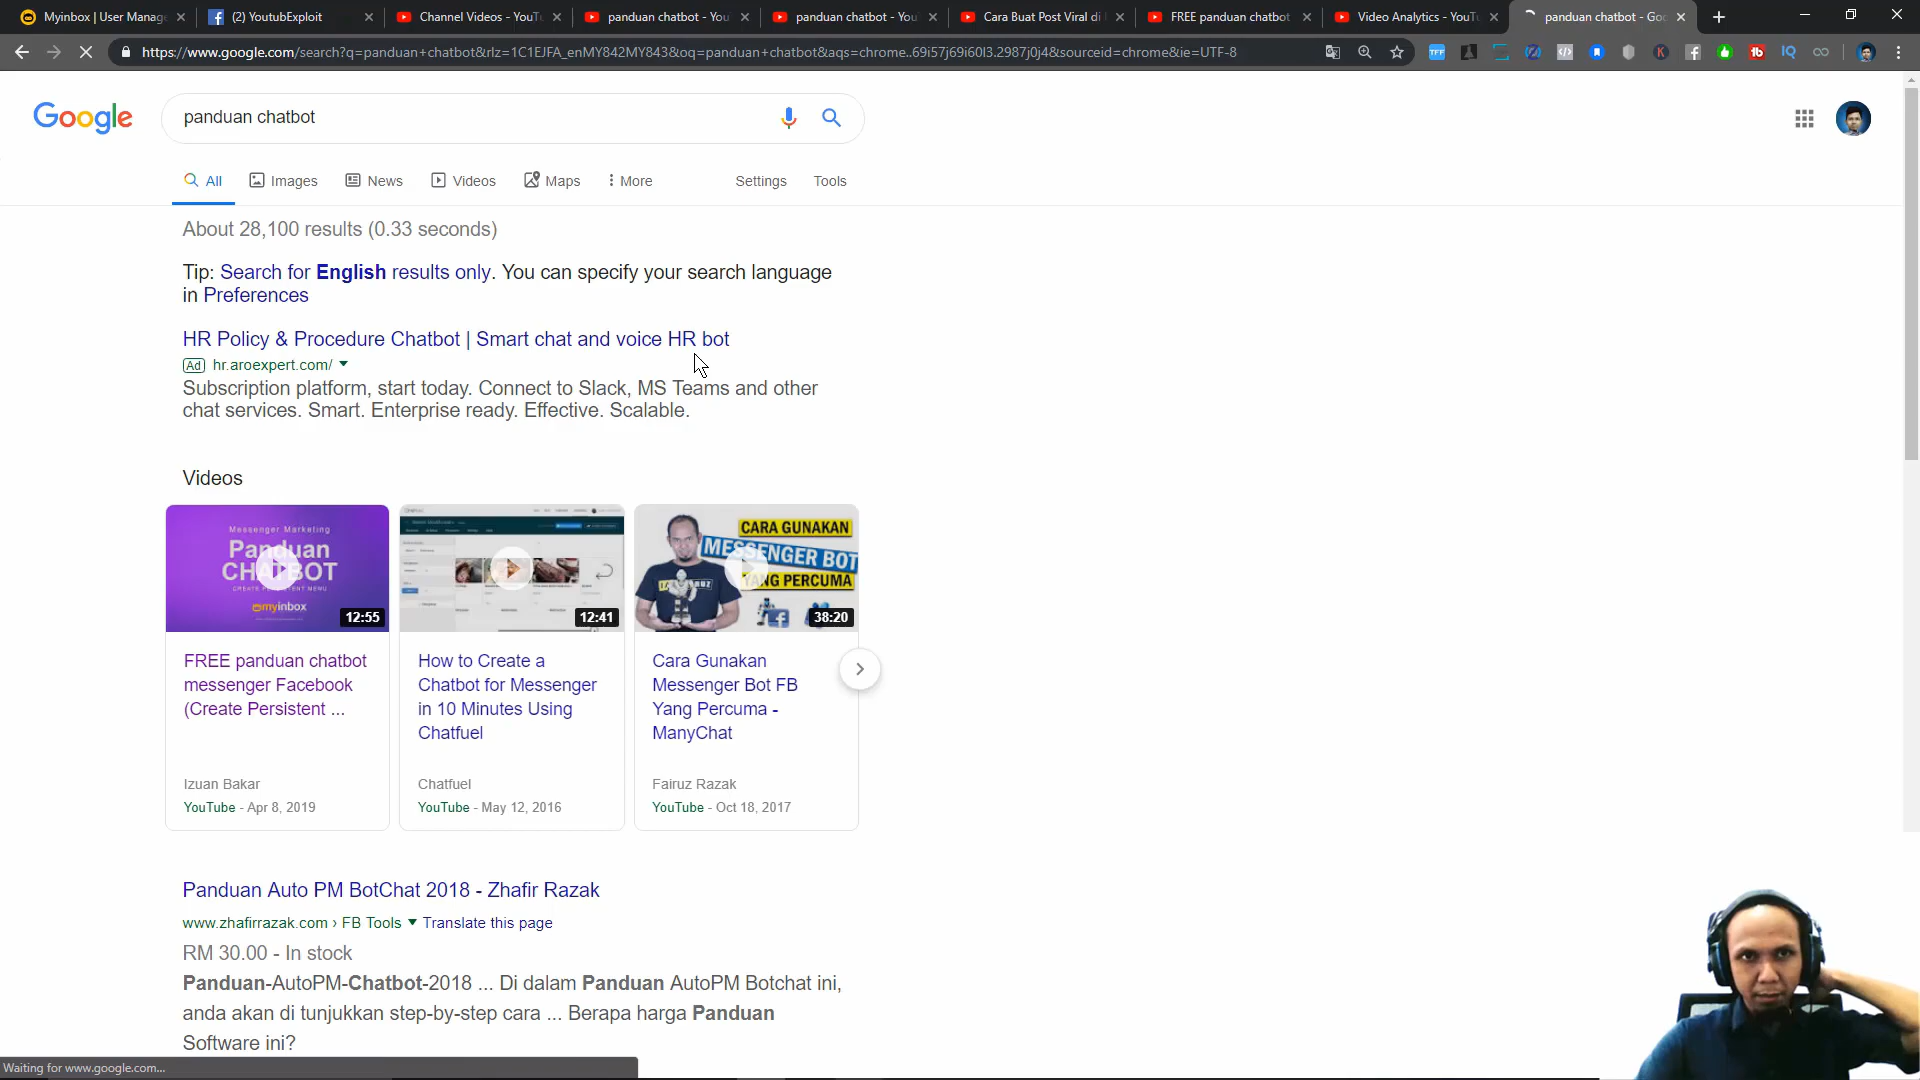 Myinbox | User Manage
(2) YoutubExploit
Channel Videos - YouTu
panduan chatbot - You
panduan chatbot - You
Cara Buat Post Viral di
FREE panduan chatbot
Video Analytics - YouTu
panduan chatbot - Goo
https://www.google.com/search?q=panduan+chatbot&rlz=1C1EJFA_enMY842MY843&oq=panduan+chatbot&aqs=chrome..69i57j69i60l3.2987j0j4&sourceid=chrome&ie=UTF-8
Google
panduan chatbot
All
Images
News
Videos
Maps
More
Settings
Tools
About 28,100 results (0.33 seconds)
Tip: Search for English results only. You can specify your search language
in Preferences
HR Policy & Procedure Chatbot | Smart chat and voice HR bot
Ad hr.aroexpert.com/
Subscription platform, start today. Connect to Slack, MS Teams and other
chat services. Smart. Enterprise ready. Effective. Scalable.
Videos
Messenger Marketing
Panduan
CHATBOT
CREATE PERSISTENT MENU
myinbox
12:55
FREE panduan chatbot
messenger Facebook
(Create Persistent ...
Izuan Bakar
YouTube - Apr 8, 2019
12:41
How to Create a
Chatbot for Messenger
in 10 Minutes Using
Chatfuel
Chatfuel
YouTube - May 12, 2016
CARA GUNAKAN
MESSENGER BOT
YANG PERCUMA
38:20
Cara Gunakan
Messenger Bot FB
Yang Percuma -
ManyChat
Fairuz Razak
YouTube - Oct 18, 2017
Panduan Auto PM BotChat 2018 - Zhafir Razak
www.zhafirrazak.com › FB Tools Translate this page
RM 30.00 - In stock
Panduan-AutoPM-Chatbot-2018 ... Di dalam Panduan AutoPM Botchat ini,
anda akan di tunjukkan step-by-step cara ... Berapa harga Panduan
Software ini?
Waiting for www.google.com...